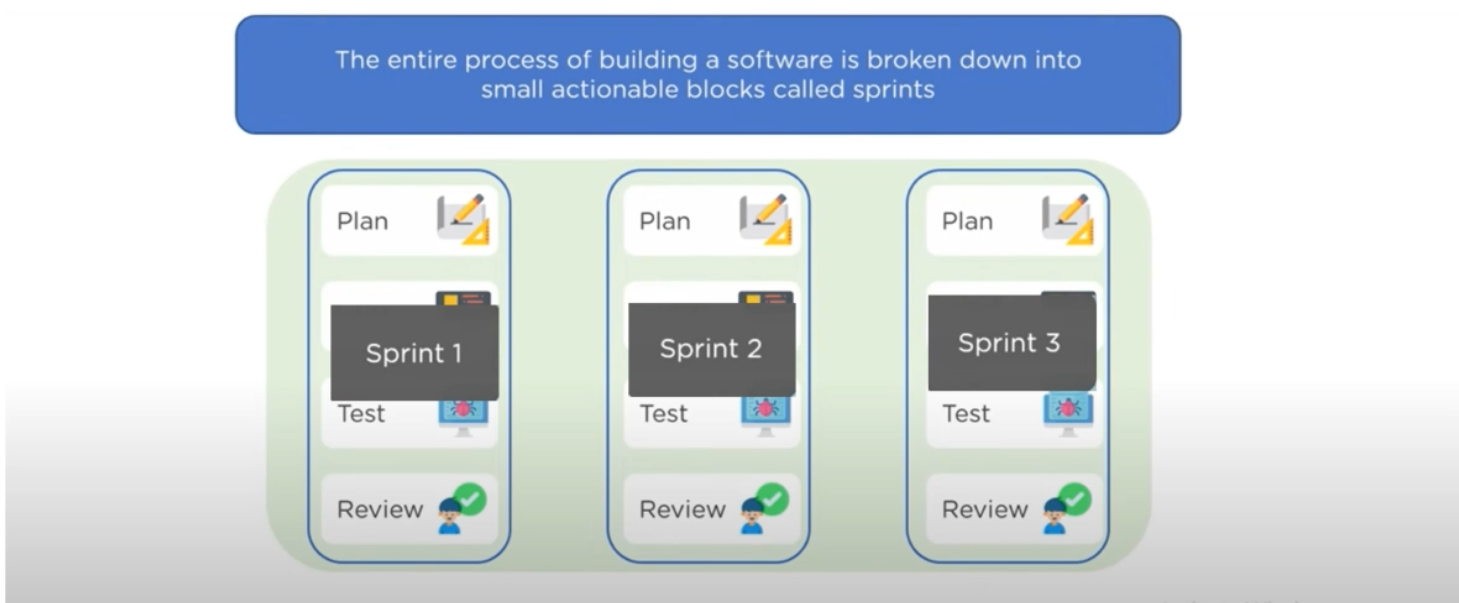 The entire process of building a software is broken down into
small actionable blocks called sprints
Plan
Plan
Plan
Sprint 1
Sprint 2
Sprint 3
Test
Test
Test
Review
Review
Review